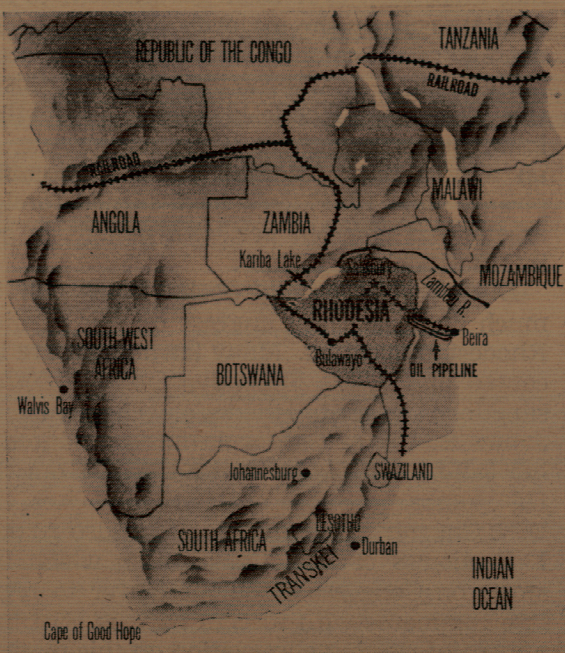 REPUBLIC OF THE CONGO
TANZANIA
RAILROAD
RAILROAD
MALAWI
ANGOLA
ZAMBIA
Kariba Lake
Salisbury
Zambezi R.
MOZAMBIQUE
RHODESIA
Beira
SOUTH WEST
AFRICA
Bulawayo
OIL PIPELINE
BOTSWANA
Walvis Bay
Johannesburg
SWAZILAND
LESOTHO
SOUTH AFRICA
Durban
TRANSKEI
INDIAN
OCEAN
Cape of Good Hope